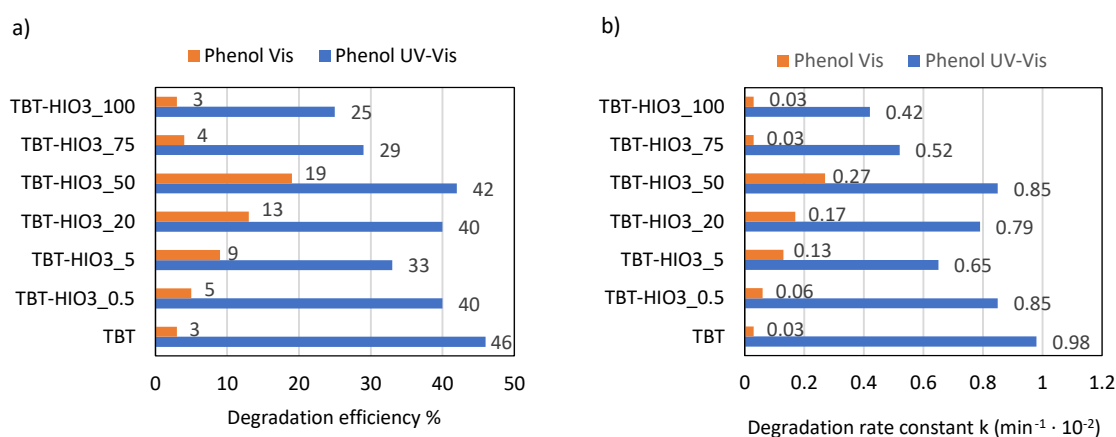 a)
Phenol Vis Phenol UV-Vis
TBT-HIO3_100 3 25
TBT-HIO3_75 4 29
TBT-HIO3_50 19 42
TBT-HIO3_20 13 40
TBT-HIO3_5 9 33
TBT-HIO3_0.5 5 40
TBT 3 46
0 10 20 30 40 50
Degradation efficiency %
b)
Phenol Vis Phenol UV-Vis
TBT-HIO3_100 0.03 0.42
TBT-HIO3_75 0.03 0.52
TBT-HIO3_50 0.27 0.85
TBT-HIO3_20 0.17 0.79
TBT-HIO3_5 0.13 0.65
TBT-HIO3_0.5 0.06 0.85
TBT 0.03 0.98
0 0.2 0.4 0.6 0.8 1 1.2
Degradation rate constant k (min⁻¹ · 10⁻²)